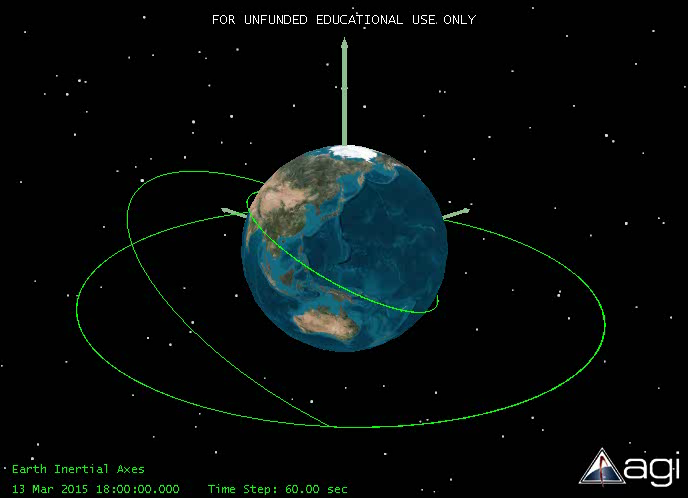 FOR UNFUNDED EDUCATIONAL USE ONLY
agi
Earth Inertial Axes
13 Mar 2015 18:00:00.000    Time Step: 60.00 sec